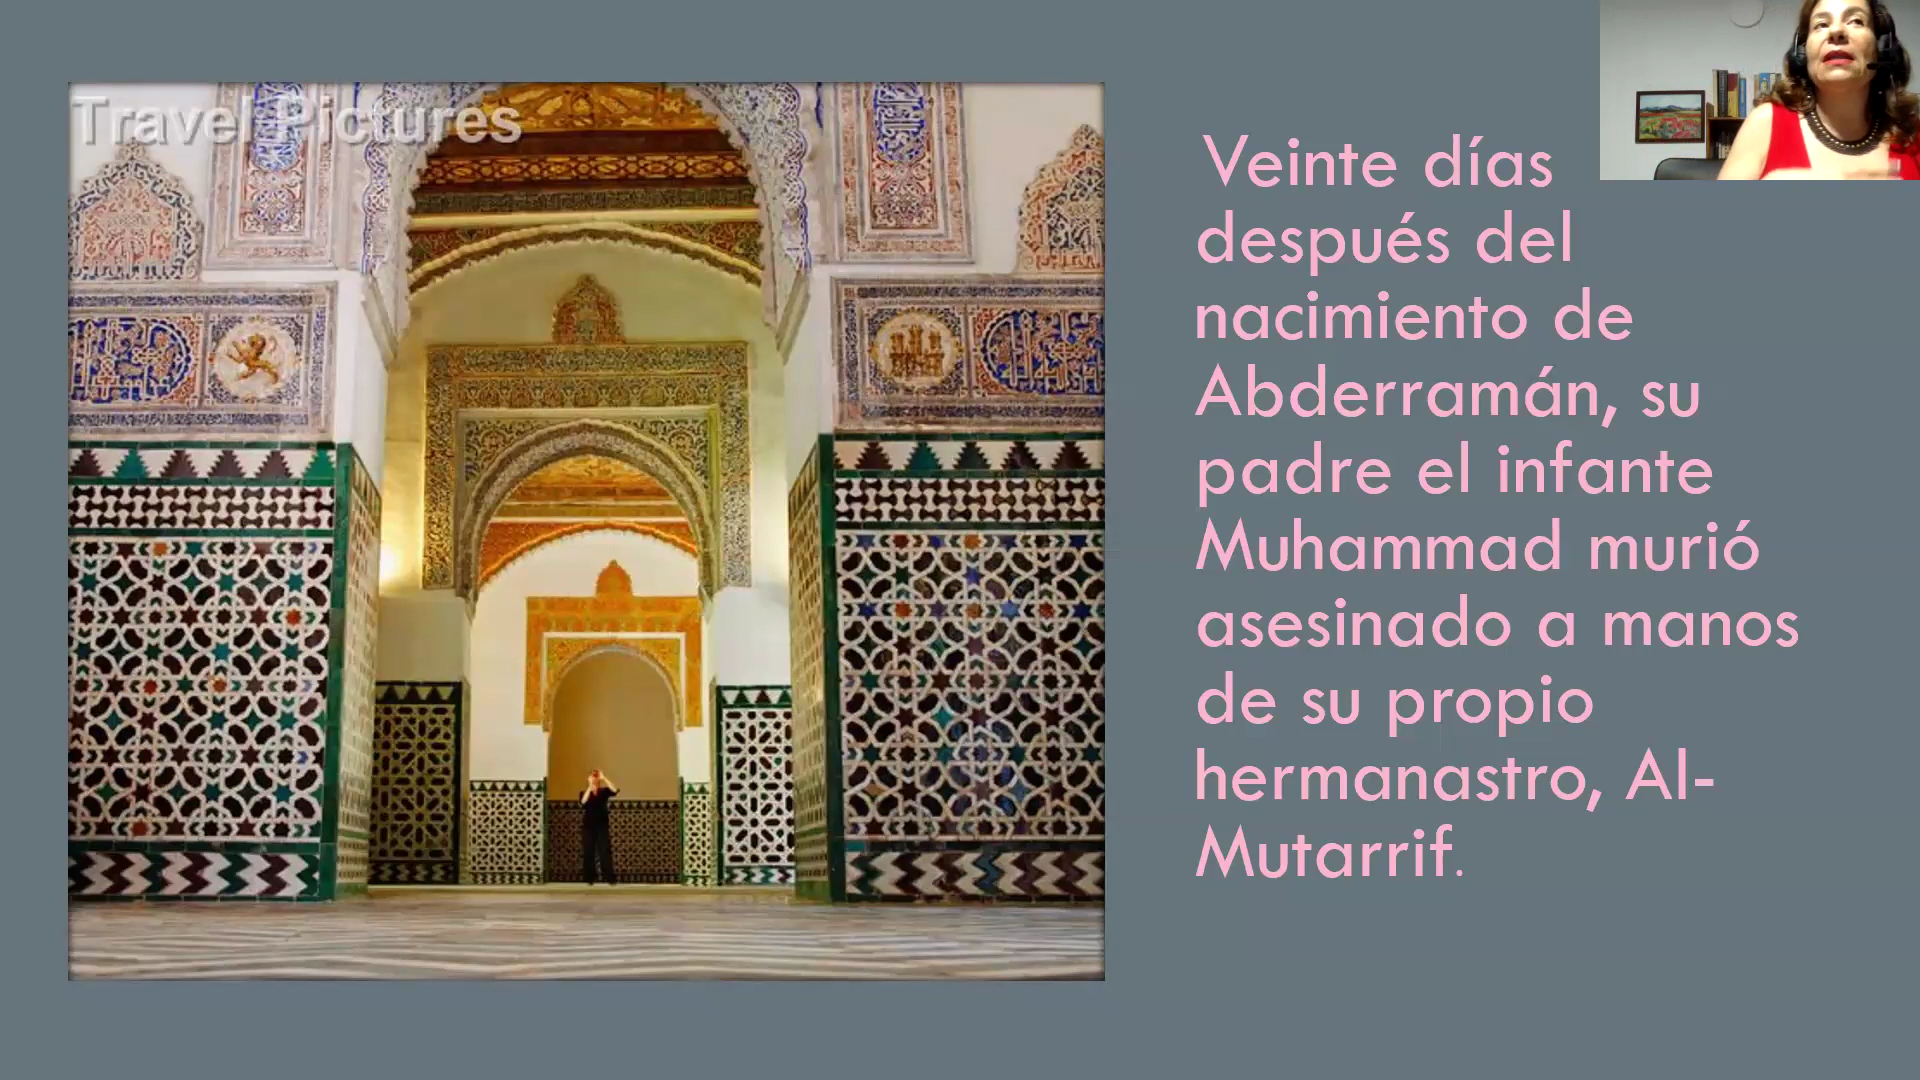 Travel Pictures
Veinte días
después del
nacimiento de
Abderramán, su
padre el infante
Muhammad murió
asesinado a manos
de su propio
hermanastro, Al-
Mutarrif.